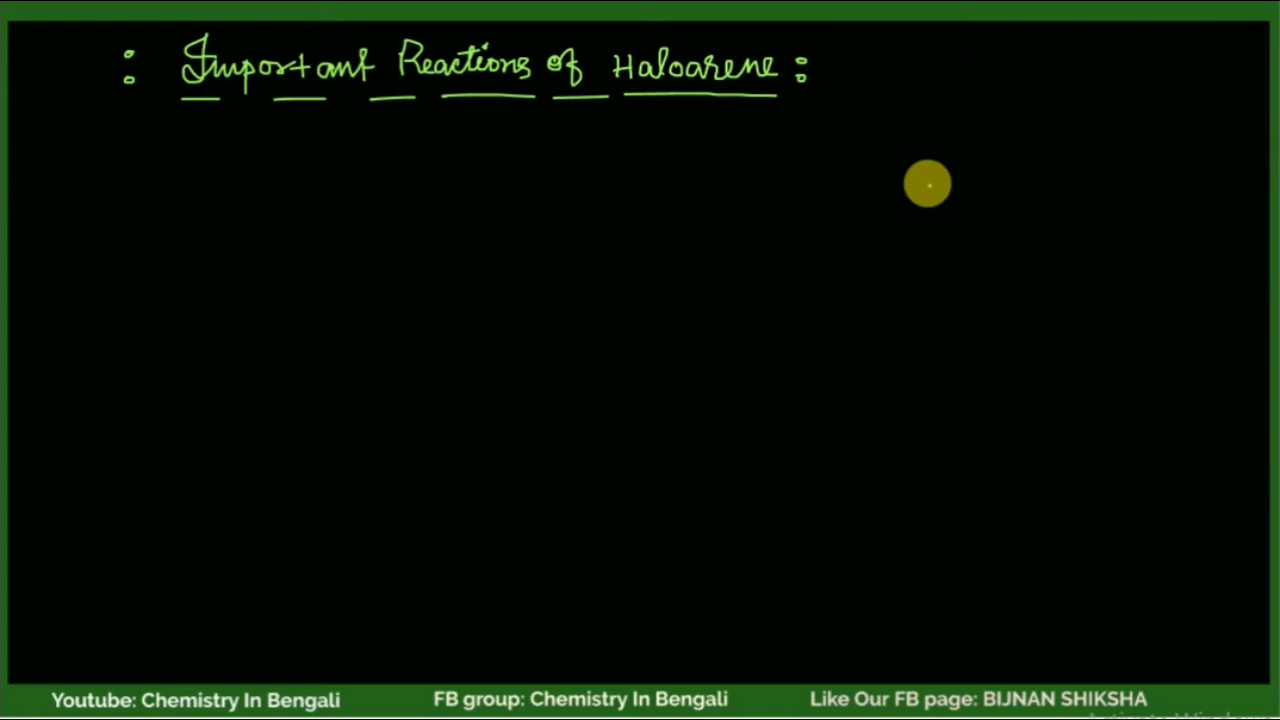 : Important Reactions of Haloarene :
Youtube: Chemistry In Bengali FB group: Chemistry In Bengali Like Our FB page: BIJNAN SHIKSHA